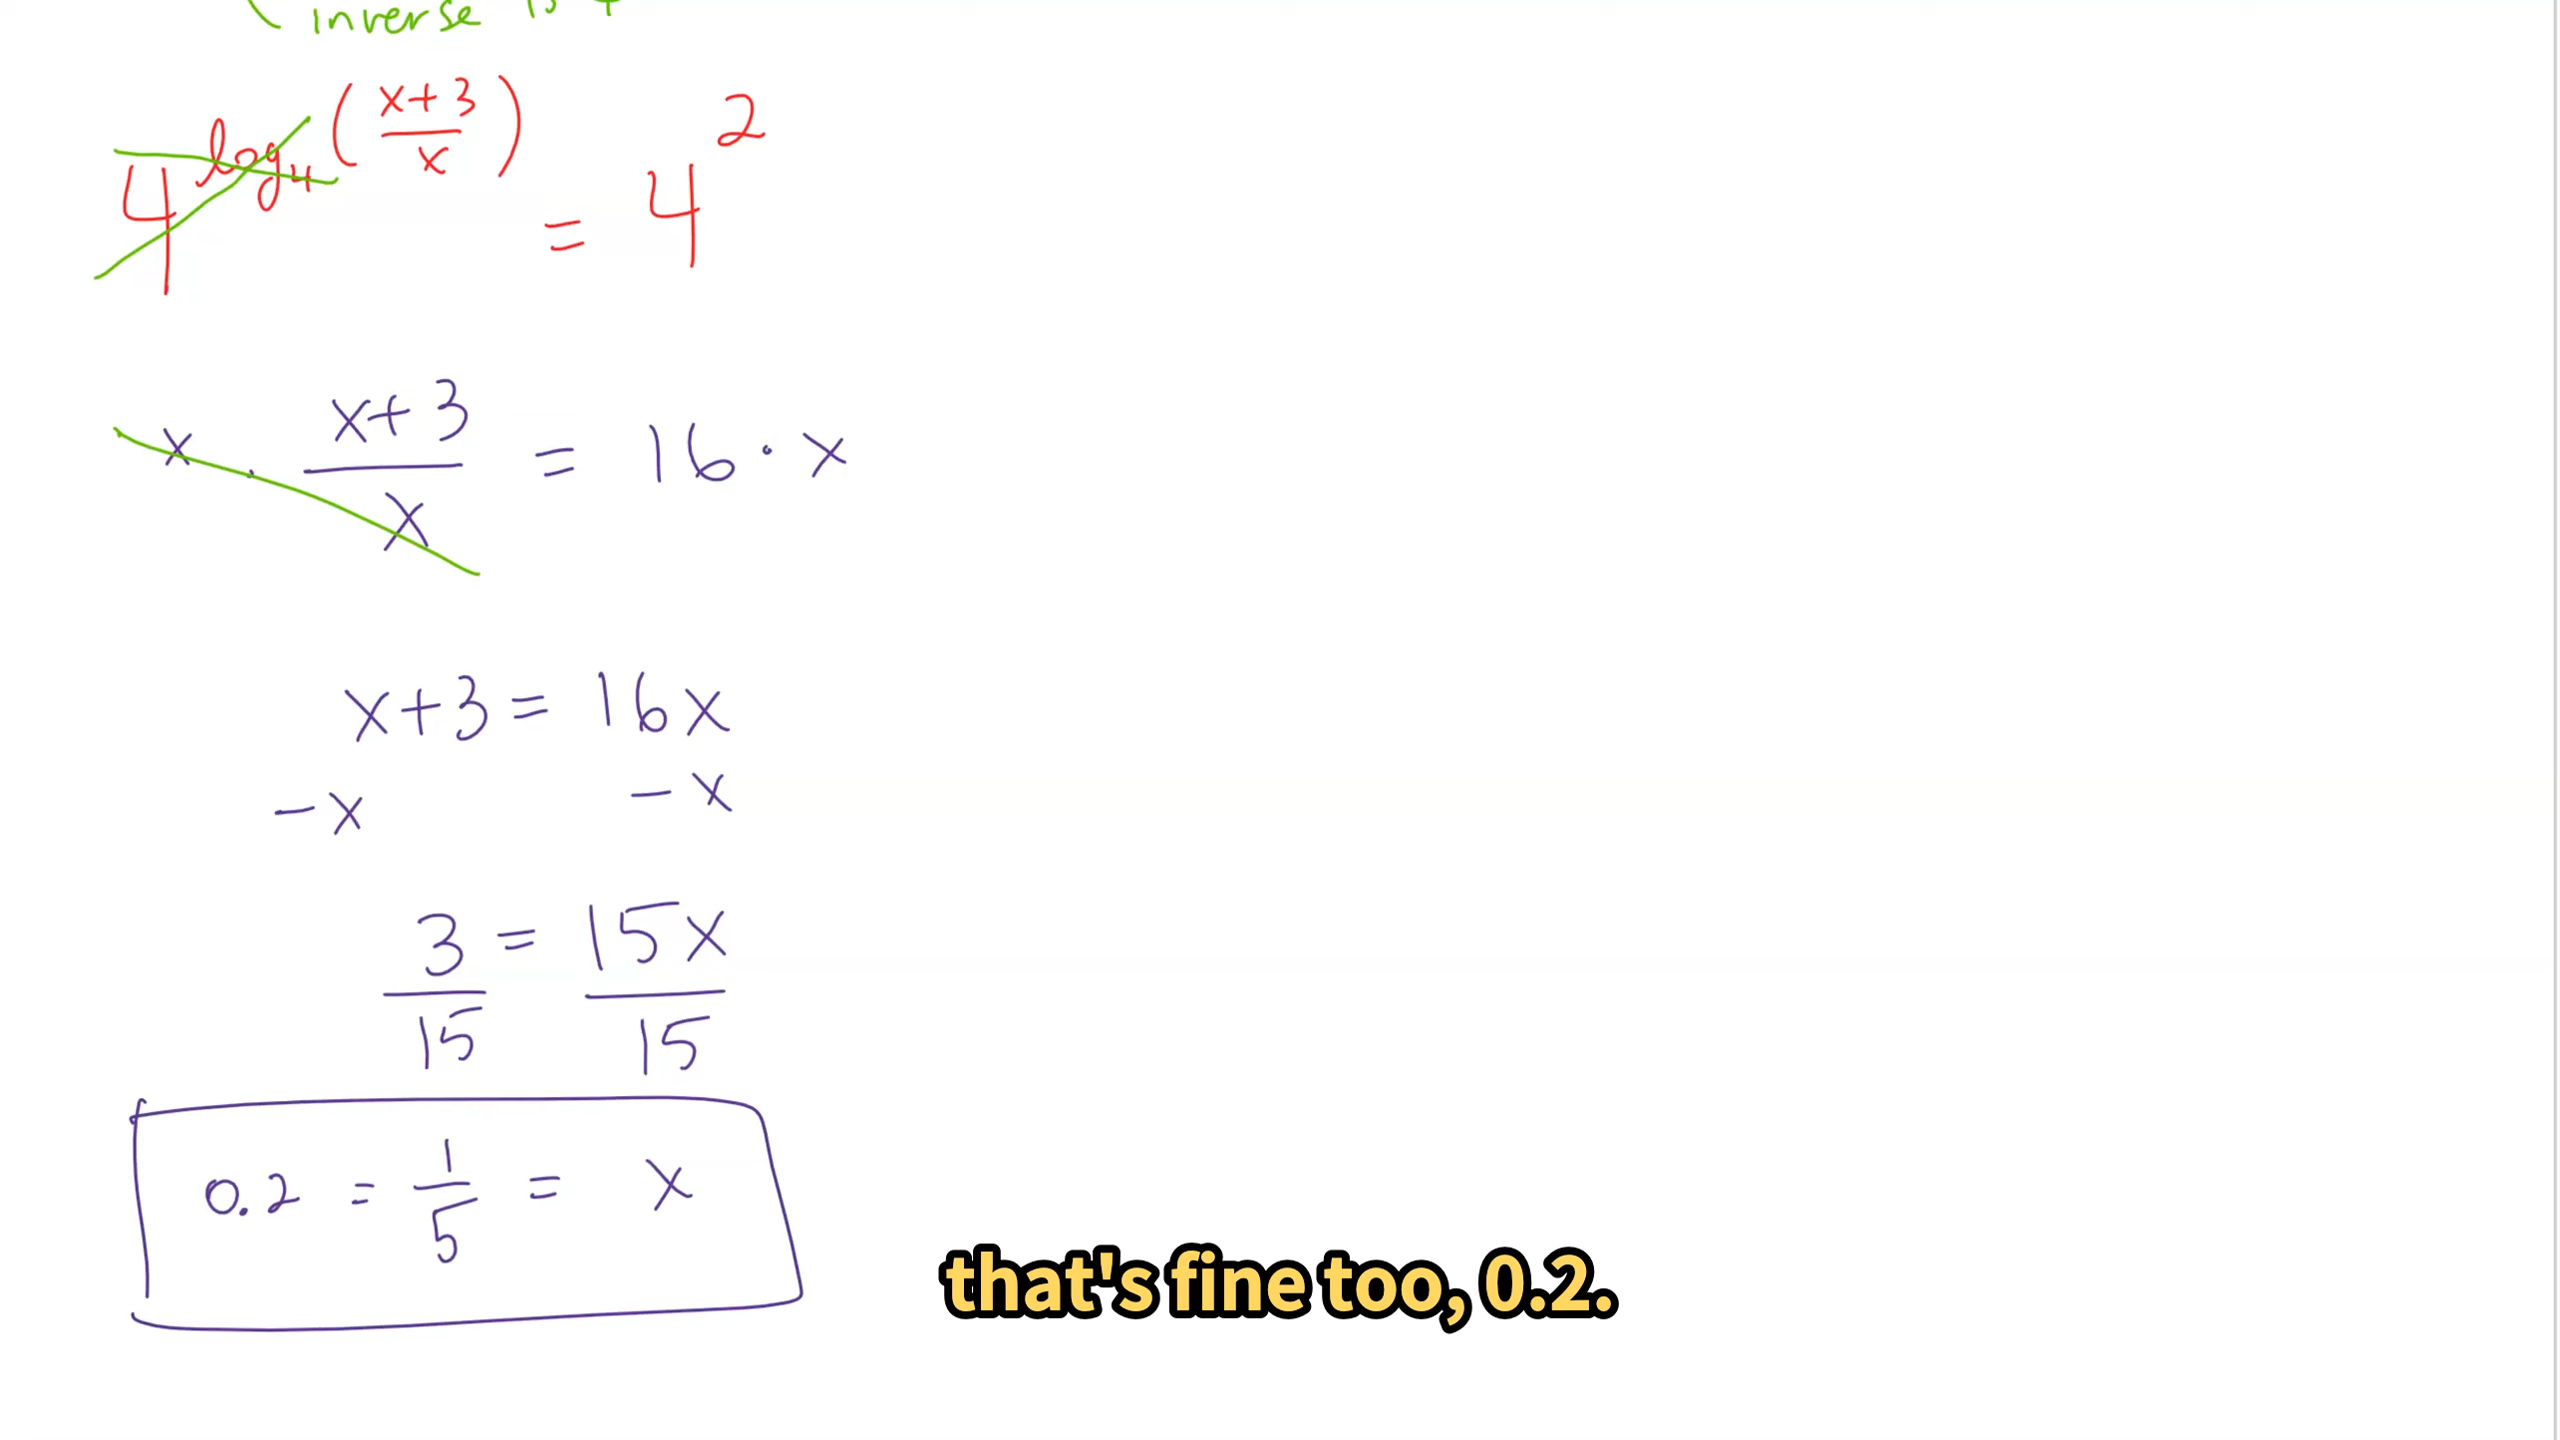 inverse is
4^log₄((x+3)/x) = 4²
x · (x+3)/x = 16 · x
x+3 = 16x
-x -x
3/15 = 15x/15
0.2 = 1/5 = x
that's fine too, 0.2.